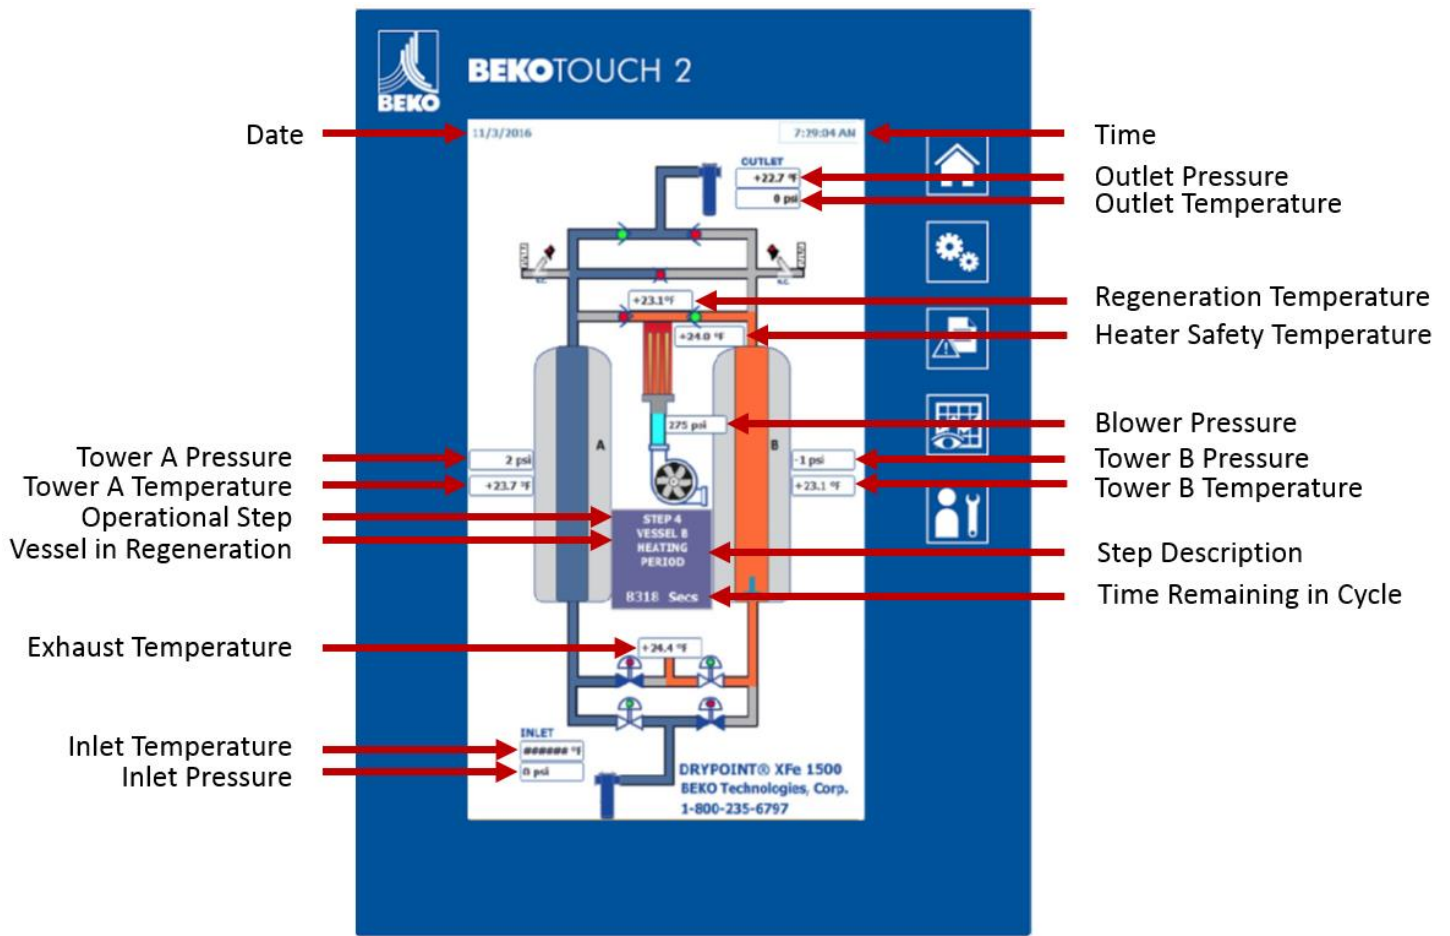 BEKO
BEKOTOUCH 2
Date
11/3/2016
7:29:04 AM
Time
OUTLET
+22.7 °F
Outlet Pressure
0 psi
Outlet Temperature
+23.1°F
Regeneration Temperature
+24.0 °F
Heater Safety Temperature
275 psi
Blower Pressure
A
B
Tower A Pressure
2 psi
-1 psi
Tower B Pressure
Tower A Temperature
+23.7 °F
+23.1 °F
Tower B Temperature
Operational Step
STEP 4
Vessel in Regeneration
VESSEL B
HEATING
PERIOD
Step Description
8318 Secs
Time Remaining in Cycle
Exhaust Temperature
+24.4 °F
INLET
Inlet Temperature
###### °F
Inlet Pressure
0 psi
DRYPOINT® XFe 1500
BEKO Technologies, Corp.
1-800-235-6797